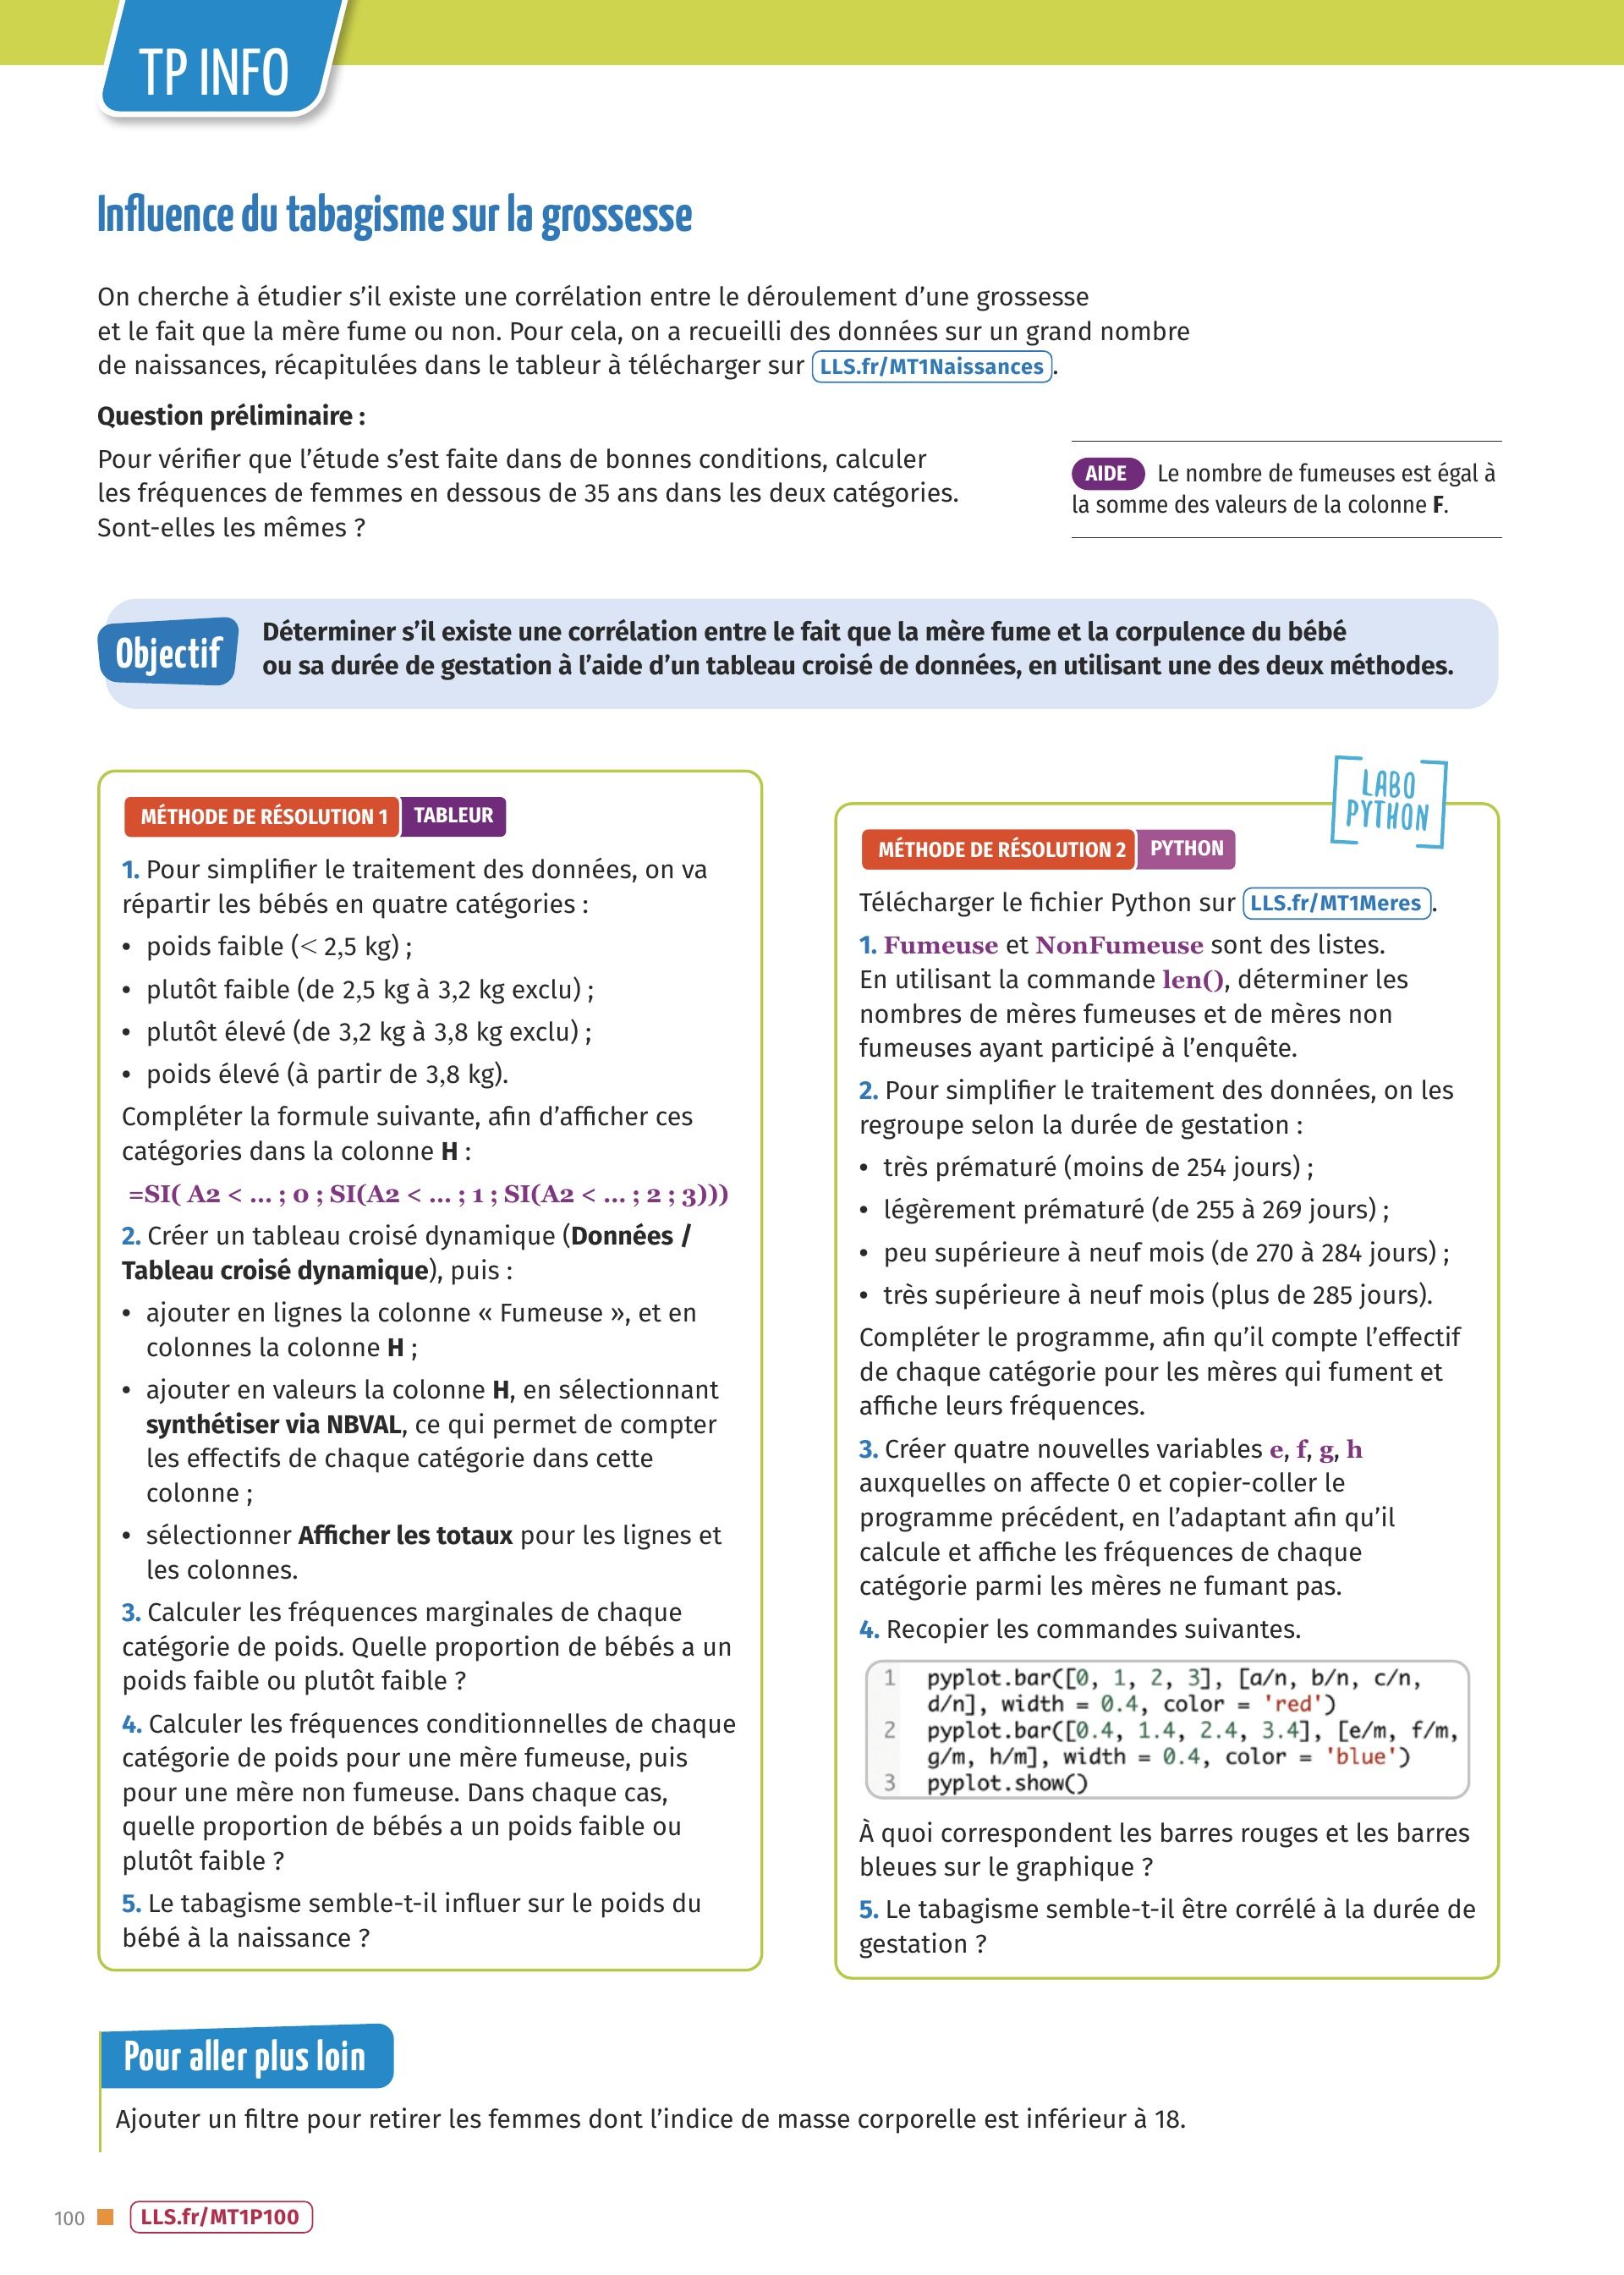 TP INFO
Influence du tabagisme sur la grossesse
On cherche à étudier s’il existe une corrélation entre le déroulement d’une grossesse
et le fait que la mère fume ou non. Pour cela, on a recueilli des données sur un grand nombre
de naissances, récapitulées dans le tableur à télécharger sur LLS.fr/MT1Naissances.
Question préliminaire :
Pour vérifier que l’étude s’est faite dans de bonnes conditions, calculer
les fréquences de femmes en dessous de 35 ans dans les deux catégories.
Sont-elles les mêmes ?
AIDE Le nombre de fumeuses est égal à
la somme des valeurs de la colonne F.
Objectif
Déterminer s’il existe une corrélation entre le fait que la mère fume et la corpulence du bébé
ou sa durée de gestation à l’aide d’un tableau croisé de données, en utilisant une des deux méthodes.
MÉTHODE DE RÉSOLUTION 1 TABLEUR
1. Pour simplifier le traitement des données, on va
répartir les bébés en quatre catégories :
• poids faible (< 2,5 kg) ;
• plutôt faible (de 2,5 kg à 3,2 kg exclu) ;
• plutôt élevé (de 3,2 kg à 3,8 kg exclu) ;
• poids élevé (à partir de 3,8 kg).
Compléter la formule suivante, afin d’afficher ces
catégories dans la colonne H :
=SI( A2 < ... ; 0 ; SI(A2 < ... ; 1 ; SI(A2 < ... ; 2 ; 3)))
2. Créer un tableau croisé dynamique (Données /
Tableau croisé dynamique), puis :
• ajouter en lignes la colonne « Fumeuse », et en
colonnes la colonne H ;
• ajouter en valeurs la colonne H, en sélectionnant
synthétiser via NBVAL, ce qui permet de compter
les effectifs de chaque catégorie dans cette
colonne ;
• sélectionner Afficher les totaux pour les lignes et
les colonnes.
3. Calculer les fréquences marginales de chaque
catégorie de poids. Quelle proportion de bébés a un
poids faible ou plutôt faible ?
4. Calculer les fréquences conditionnelles de chaque
catégorie de poids pour une mère fumeuse, puis
pour une mère non fumeuse. Dans chaque cas,
quelle proportion de bébés a un poids faible ou
plutôt faible ?
5. Le tabagisme semble-t-il influer sur le poids du
bébé à la naissance ?
LABO
PYTHON
MÉTHODE DE RÉSOLUTION 2 PYTHON
Télécharger le fichier Python sur LLS.fr/MT1Meres.
1. Fumeuse et NonFumeuse sont des listes.
En utilisant la commande len(), déterminer les
nombres de mères fumeuses et de mères non
fumeuses ayant participé à l’enquête.
2. Pour simplifier le traitement des données, on les
regroupe selon la durée de gestation :
• très prématuré (moins de 254 jours) ;
• légèrement prématuré (de 255 à 269 jours) ;
• peu supérieure à neuf mois (de 270 à 284 jours) ;
• très supérieure à neuf mois (plus de 285 jours).
Compléter le programme, afin qu’il compte l’effectif
de chaque catégorie pour les mères qui fument et
affiche leurs fréquences.
3. Créer quatre nouvelles variables e, f, g, h
auxquelles on affecte 0 et copier-coller le
programme précédent, en l’adaptant afin qu’il
calcule et affiche les fréquences de chaque
catégorie parmi les mères ne fumant pas.
4. Recopier les commandes suivantes.
1 pyplot.bar([0, 1, 2, 3], [a/n, b/n, c/n,
d/n], width = 0.4, color = 'red')
2 pyplot.bar([0.4, 1.4, 2.4, 3.4], [e/m, f/m,
g/m, h/m], width = 0.4, color = 'blue')
3 pyplot.show()
À quoi correspondent les barres rouges et les barres
bleues sur le graphique ?
5. Le tabagisme semble-t-il être corrélé à la durée de
gestation ?
Pour aller plus loin
Ajouter un filtre pour retirer les femmes dont l’indice de masse corporelle est inférieur à 18.
100 LLS.fr/MT1P100